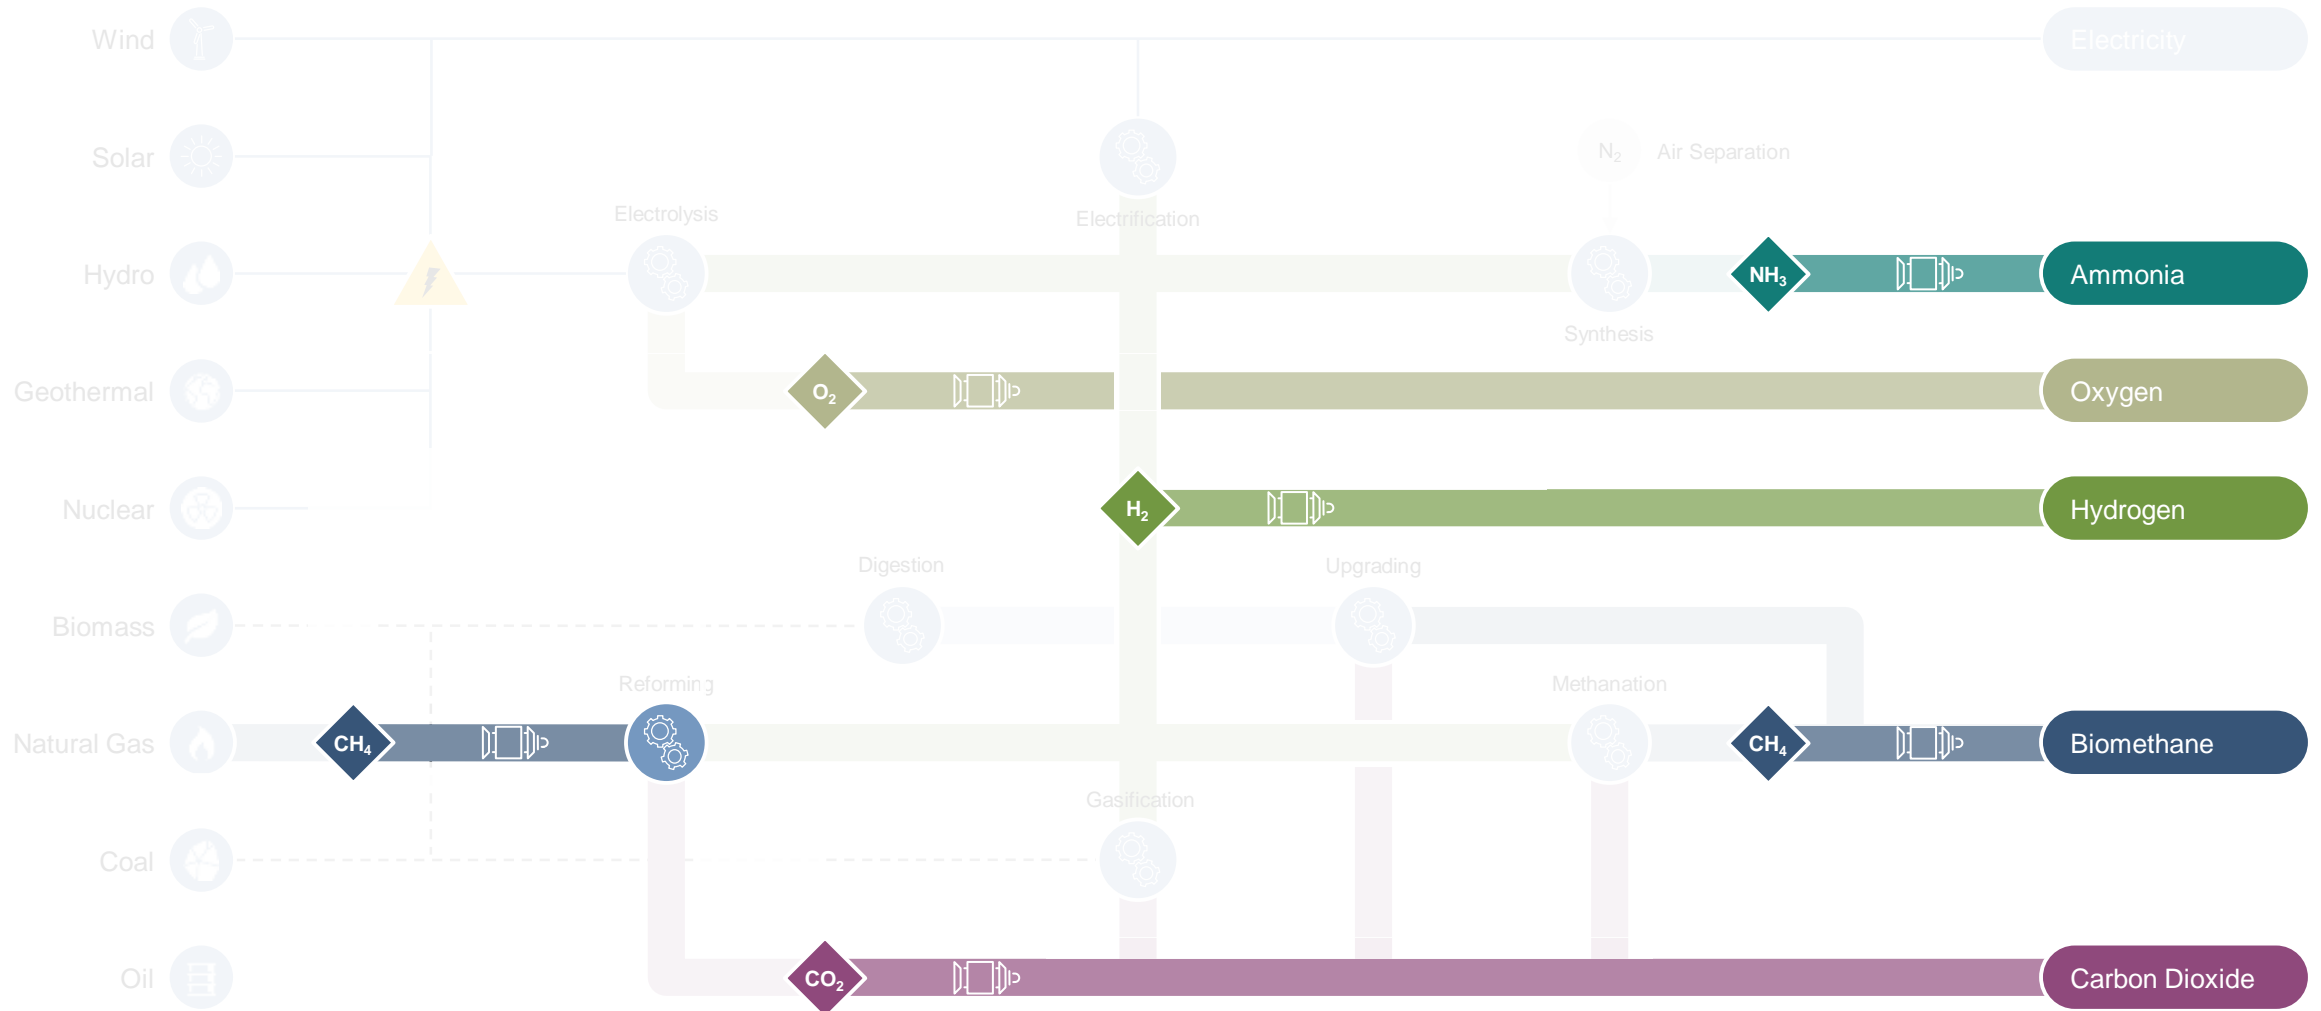 Wind
Electricity
Solar
N₂
Air Separation
Electrolysis
Electrification
Hydro
NH₃
Ammonia
Synthesis
Geothermal
O₂
Oxygen
Nuclear
H₂
Hydrogen
Digestion
Upgrading
Biomass
Reforming
Methanation
Natural Gas
CH₄
CH₄
Biomethane
Gasification
Coal
Oil
CO₂
Carbon Dioxide